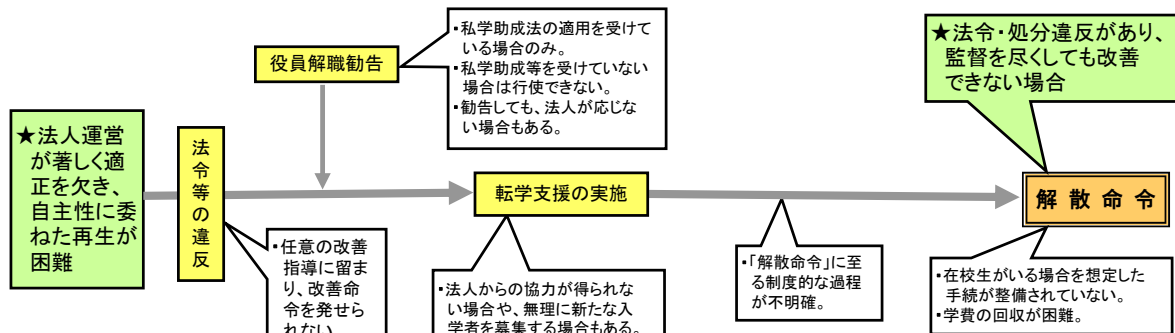 役員解職勧告
・私学助成法の適用を受けて
いる場合のみ。
・私学助成等を受けていない
場合は行使できない。
・勧告しても、法人が応じな
い場合もある。
★法令・処分違反があり、
監督を尽くしても改善
できない場合
★法人運営
が著しく適
正を欠き、
自主性に委
ねた再生が
困難
法令等の違反
転学支援の実施
解散命令
・任意の改善
指導に留ま
り、改善命
令を発せら
れない
・法人からの協力が得られな
い場合や、無理に新たな入
学者を募集する場合もある。
・「解散命令」に至
る制度的な過程
が不明確。
・在校生がいる場合を想定した
手続が整備されていない。
・学費の回収が困難。